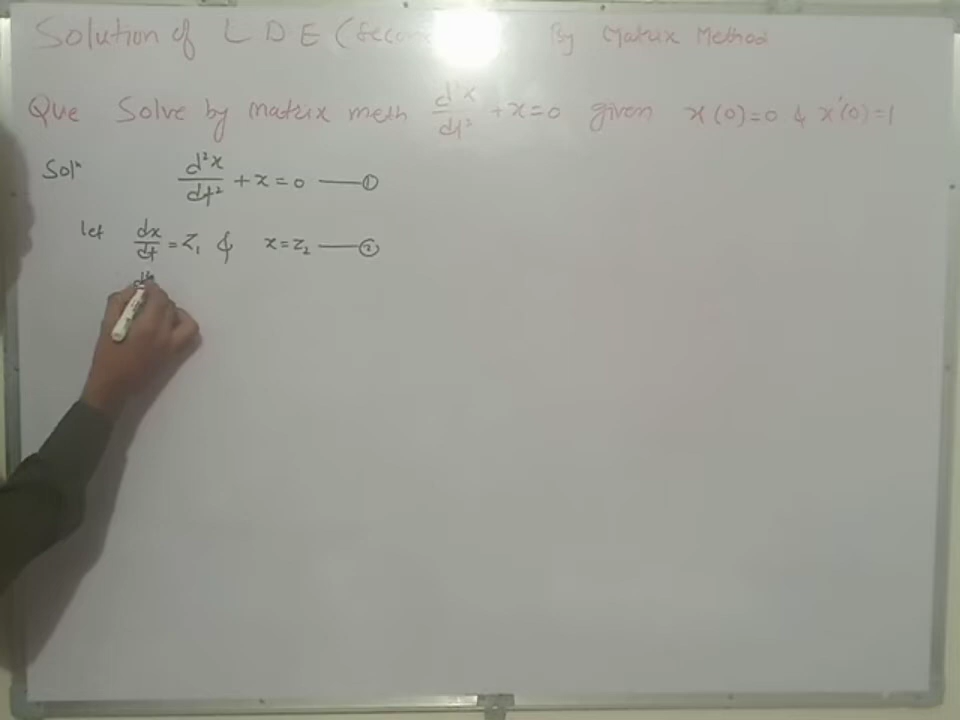 Solution of L D E (Secon By Matrix Method
Que Solve by matrix meth d²x/dt² + x = 0 given x(0)=0 & x'(0)=1
Solⁿ d²x/dt² + x = 0 —— ①
let dx/dt = Z₁ & x = Z₂ —— ②